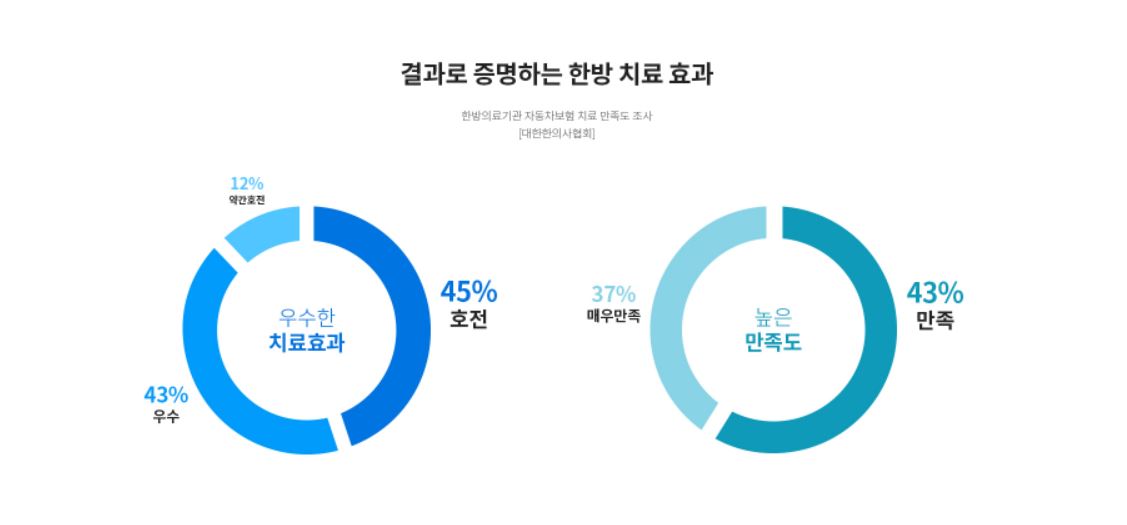 결과로 증명하는 한방 치료 효과
한방의료기관 자동차보험 치료 만족도 조사
[대한한의사협회]
12%
약간호전
45%
호전
우수한
치료효과
43%
우수
37%
매우만족
43%
만족
높은
만족도